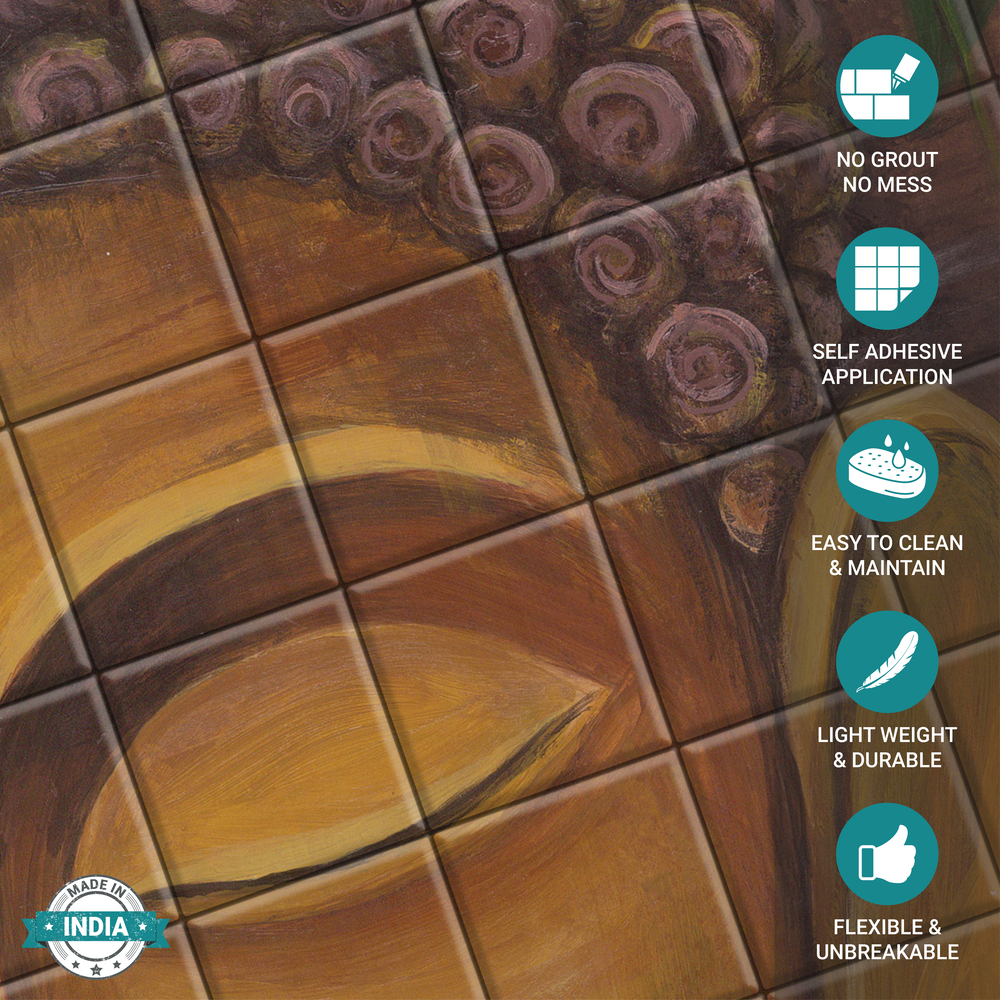 NO GROUT
NO MESS
SELF ADHESIVE
APPLICATION
EASY TO CLEAN
& MAINTAIN
LIGHT WEIGHT
& DURABLE
FLEXIBLE &
UNBREAKABLE
MADE IN
INDIA